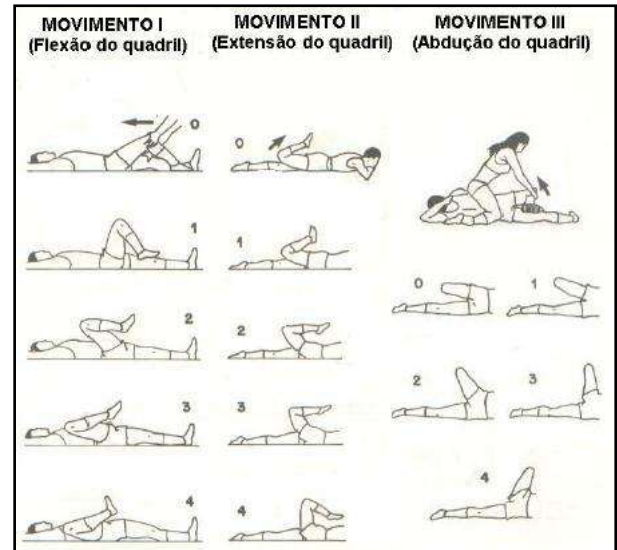 MOVIMENTO I
(Flexão do quadril)
0
1
2
3
4
MOVIMENTO II
(Extensão do quadril)
0
1
2
3
4
MOVIMENTO III
(Abdução do quadril)
0 1
2 3
4